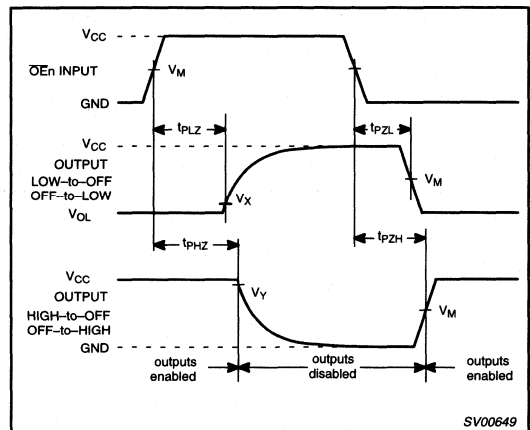 VCC
OEn INPUT
VM
GND
tPLZ
tPZL
VCC
OUTPUT
LOW–to–OFF
OFF–to–LOW
VM
VX
VOL
tPHZ
tPZH
VCC
OUTPUT
VY
HIGH–to–OFF
OFF–to–HIGH
VM
GND
outputs
enabled
outputs
disabled
outputs
enabled
SV00649